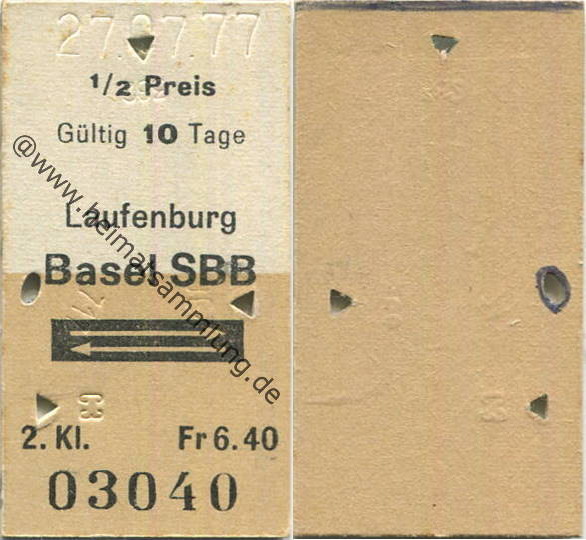 27.07.77
1/2 Preis
Gültig 10 Tage
Laufenburg
Basel SBB
2. Kl. Fr 6.40
03040
@www.heimatsammlung.de